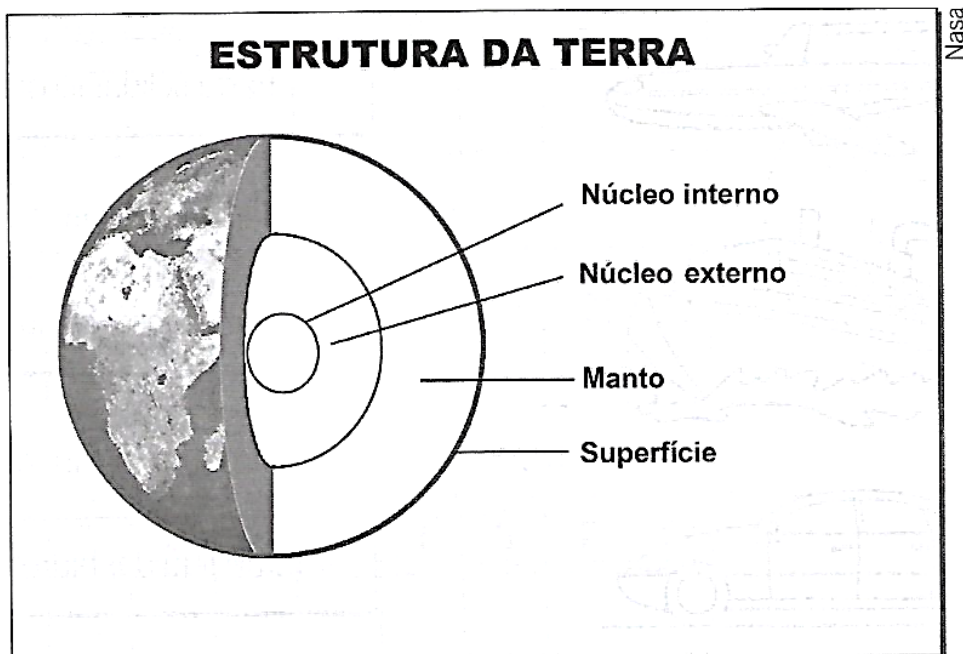 ESTRUTURA DA TERRA
Nasa
Núcleo interno
Núcleo externo
Manto
Superfície